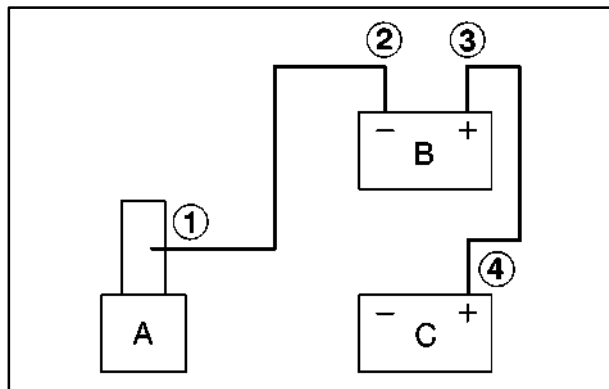 ② ③
− +
B
①
④
A
− +
C